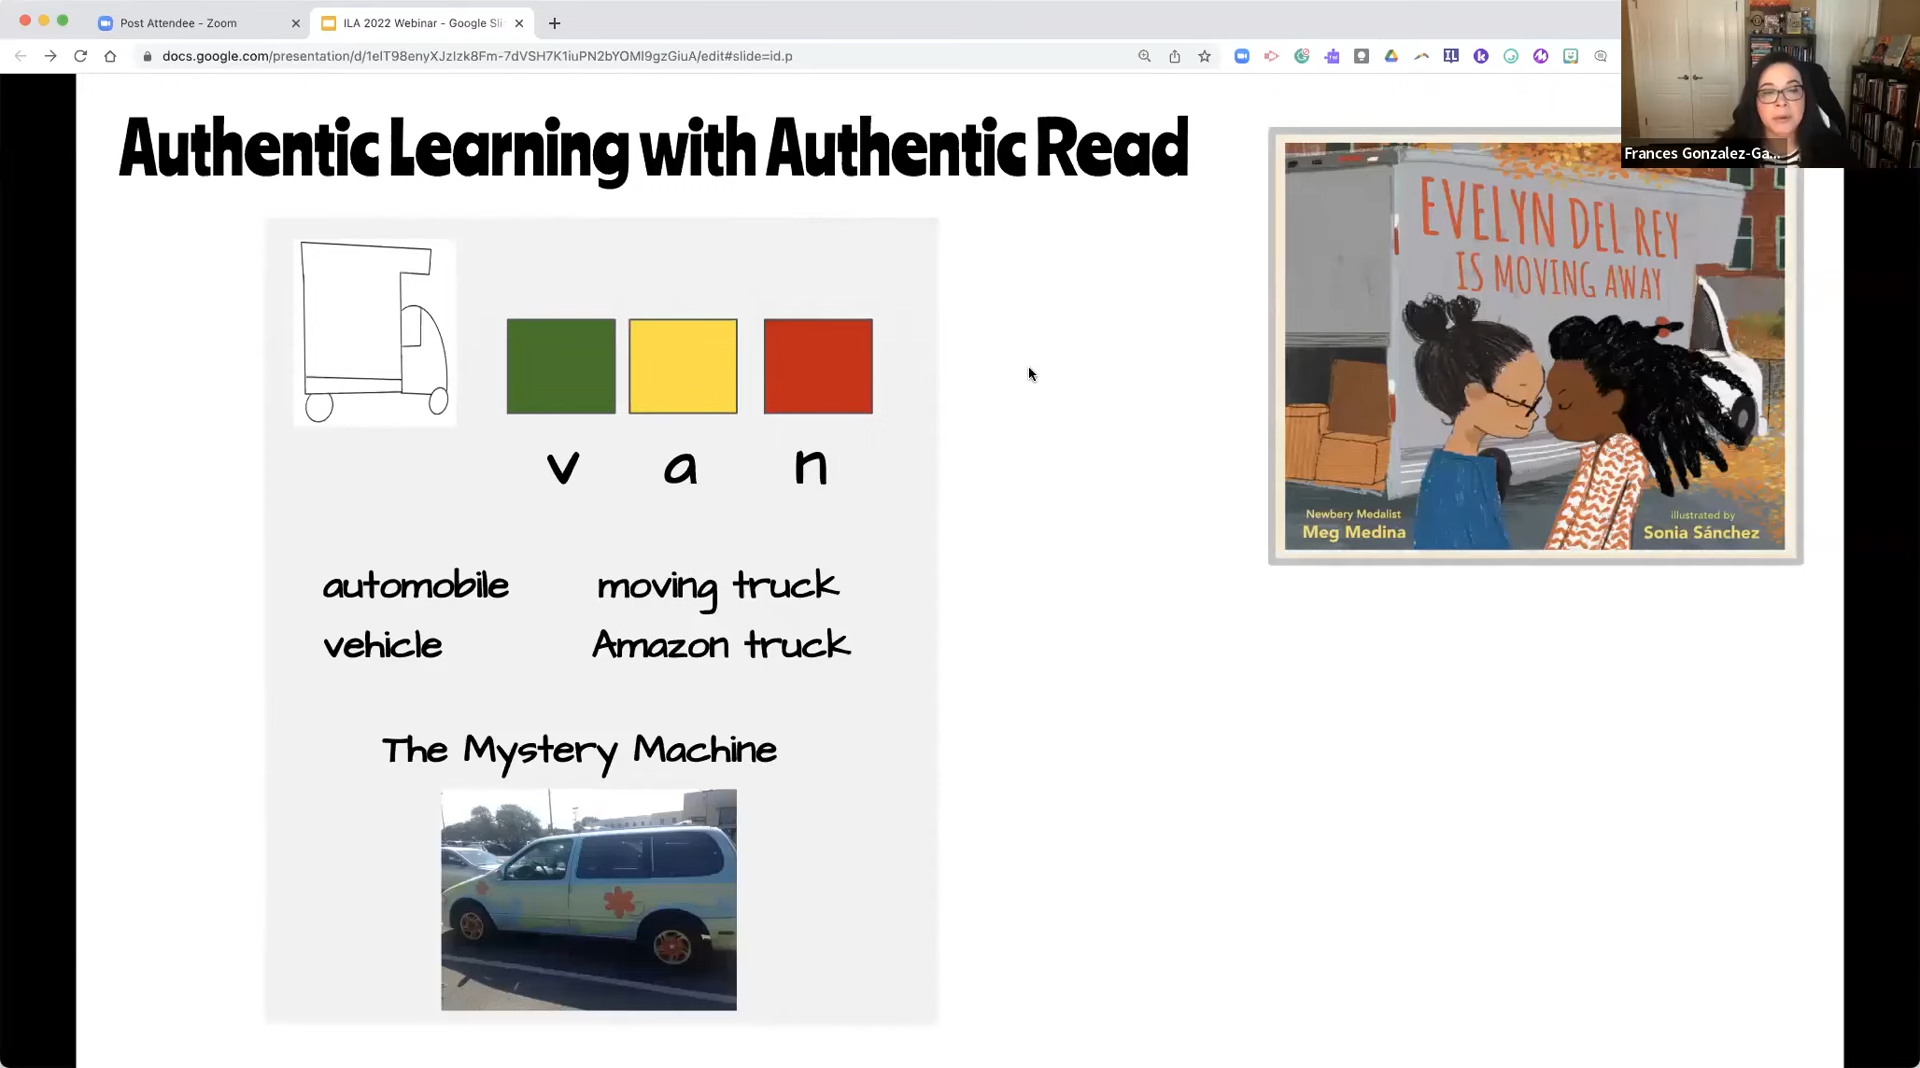 Post Attendee - Zoom
ILA 2022 Webinar - Google Sli
docs.google.com/presentation/d/1elT98enyXJzIzk8Fm-7dVSH7K1iuPN2bYOMl9gzGiuA/edit#slide=id.p
Frances Gonzalez-Ga...
Authentic Learning with Authentic Read
v a n
automobile moving truck
vehicle Amazon truck
The Mystery Machine
EVELYN DEL REY
IS MOVING AWAY
Newbery Medalist
Meg Medina
illustrated by
Sonia Sánchez